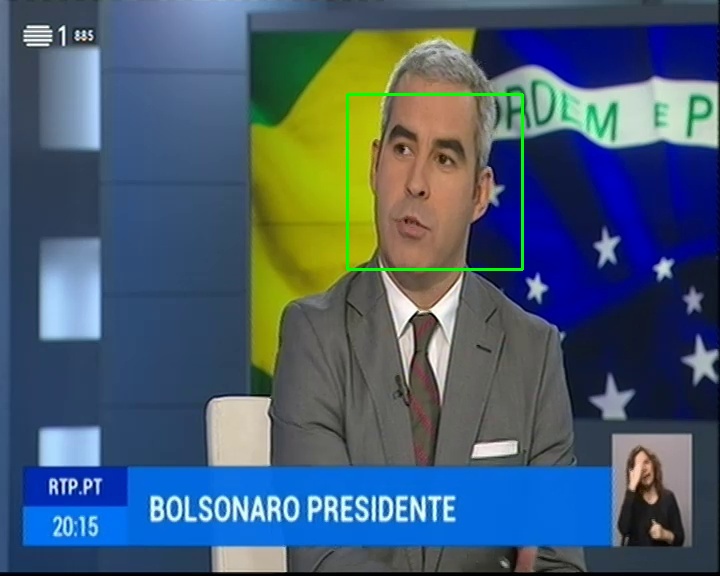 1 885
ORDEM E P
RTP.PT
BOLSONARO PRESIDENTE
20:15